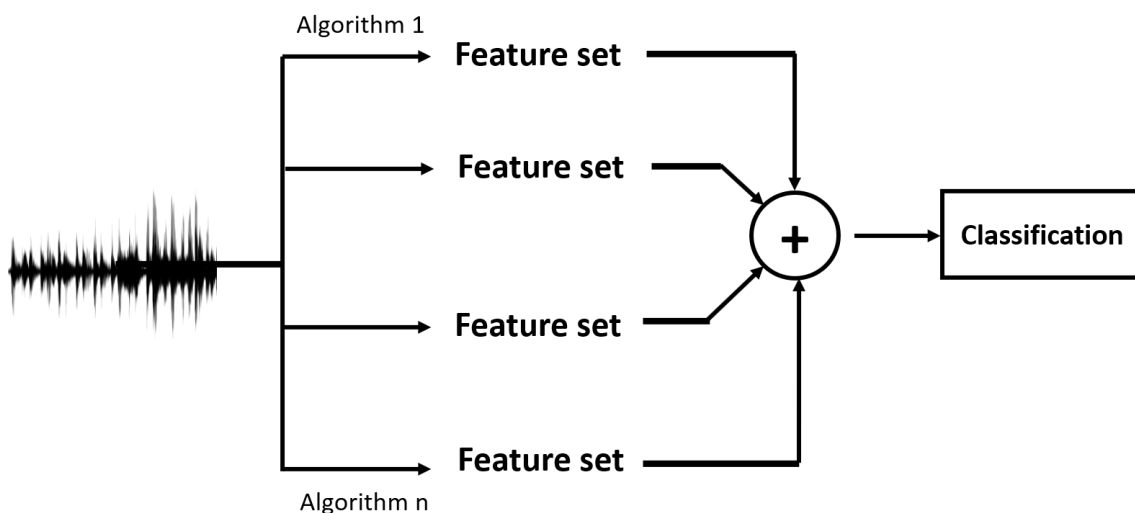 Algorithm 1
Feature set
Feature set
+
Classification
Feature set
Feature set
Algorithm n